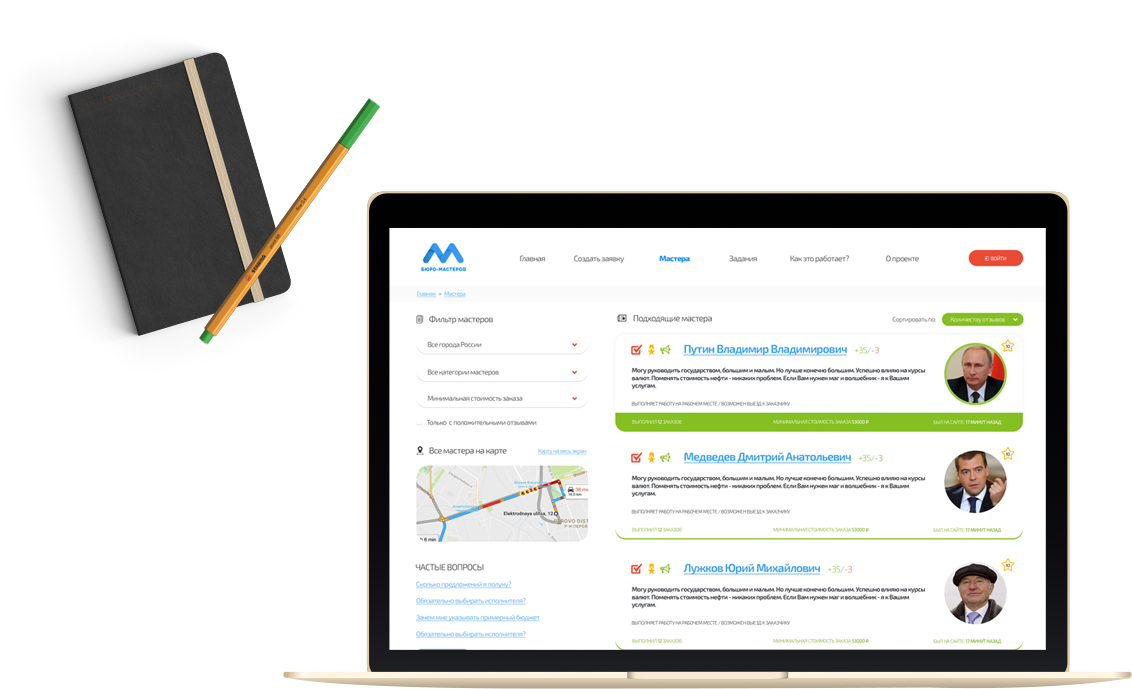 STABILO
БЮРО-МАСТЕРОВ
Главная Создать заявку Мастера Задания Как это работает? О проекте ВОЙТИ
Главная > Мастера
Фильтр мастеров
Все города России
Все категории мастеров
Минимальная стоимость заказа
Только с положительными отзывами
Все мастера на карте Карту на весь экран
Elektrodnaya ulitsa, 12
6 min
ЧАСТЫЕ ВОПРОСЫ
Сколько предложений я получу?
Обязательно выбирать исполнителя?
Зачем мне указывать примерный бюджет
Обязательно выбирать исполнителя?
Подходящие мастера
Сортировать по: Количеству отзывов
Путин Владимир Владимирович +35/-3
Могу руководить государством, большим и малым. Но лучше конечно большим. Успешно влияю на курсы
валют. Поменять стоимость нефти - никаких проблем. Если Вам нужен маг и волшебник - я к Вашим
услугам.
ВЫПОЛНЯЕТ РАБОТУ НА РАБОЧЕМ МЕСТЕ / ВОЗМОЖЕН ВЫЕЗД К ЗАКАЗЧИКУ
ВЫПОЛНИЛ 12 ЗАКАЗОВ МИНИМАЛЬНАЯ СТОИМОСТЬ ЗАКАЗА 13000 ₽ БЫЛ НА САЙТЕ: 17 МИНУТ НАЗАД
Медведев Дмитрий Анатольевич +35/-3
Могу руководить государством, большим и малым. Но лучше конечно большим. Успешно влияю на курсы
валют. Поменять стоимость нефти - никаких проблем. Если Вам нужен маг и волшебник - я к Вашим
услугам.
ВЫПОЛНЯЕТ РАБОТУ НА РАБОЧЕМ МЕСТЕ / ВОЗМОЖЕН ВЫЕЗД К ЗАКАЗЧИКУ
ВЫПОЛНИЛ 12 ЗАКАЗОВ МИНИМАЛЬНАЯ СТОИМОСТЬ ЗАКАЗА 13000 ₽ БЫЛ НА САЙТЕ: 17 МИНУТ НАЗАД
Лужков Юрий Михайлович +35/-3
Могу руководить государством, большим и малым. Но лучше конечно большим. Успешно влияю на курсы
валют. Поменять стоимость нефти - никаких проблем. Если Вам нужен маг и волшебник - я к Вашим
услугам.
ВЫПОЛНЯЕТ РАБОТУ НА РАБОЧЕМ МЕСТЕ / ВОЗМОЖЕН ВЫЕЗД К ЗАКАЗЧИКУ
ВЫПОЛНИЛ 12 ЗАКАЗОВ МИНИМАЛЬНАЯ СТОИМОСТЬ ЗАКАЗА 13000 ₽ БЫЛ НА САЙТЕ: 17 МИНУТ НАЗАД